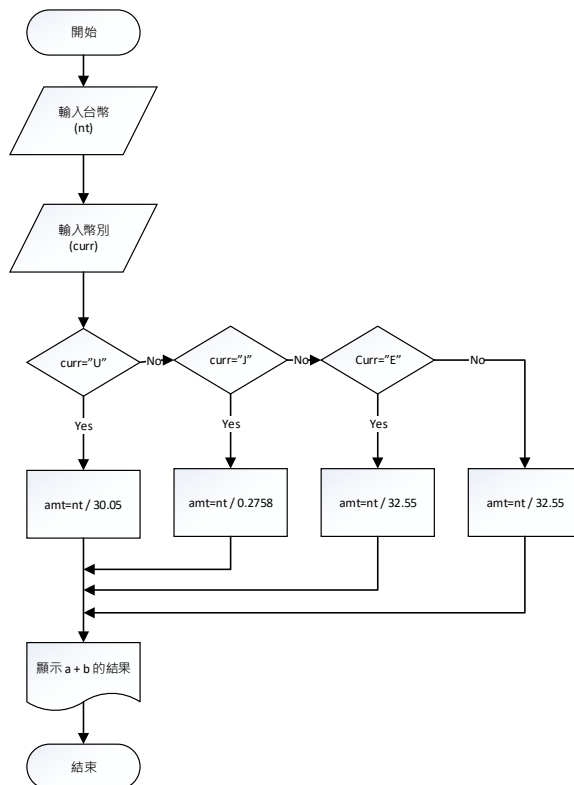 開始
輸入台幣
(nt)
輸入幣別
(curr)
curr=”U”
No
curr=”J”
No
Curr=”E”
No
Yes
Yes
Yes
amt=nt / 30.05
amt=nt / 0.2758
amt=nt / 32.55
amt=nt / 32.55
顯示 a + b 的結果
結束